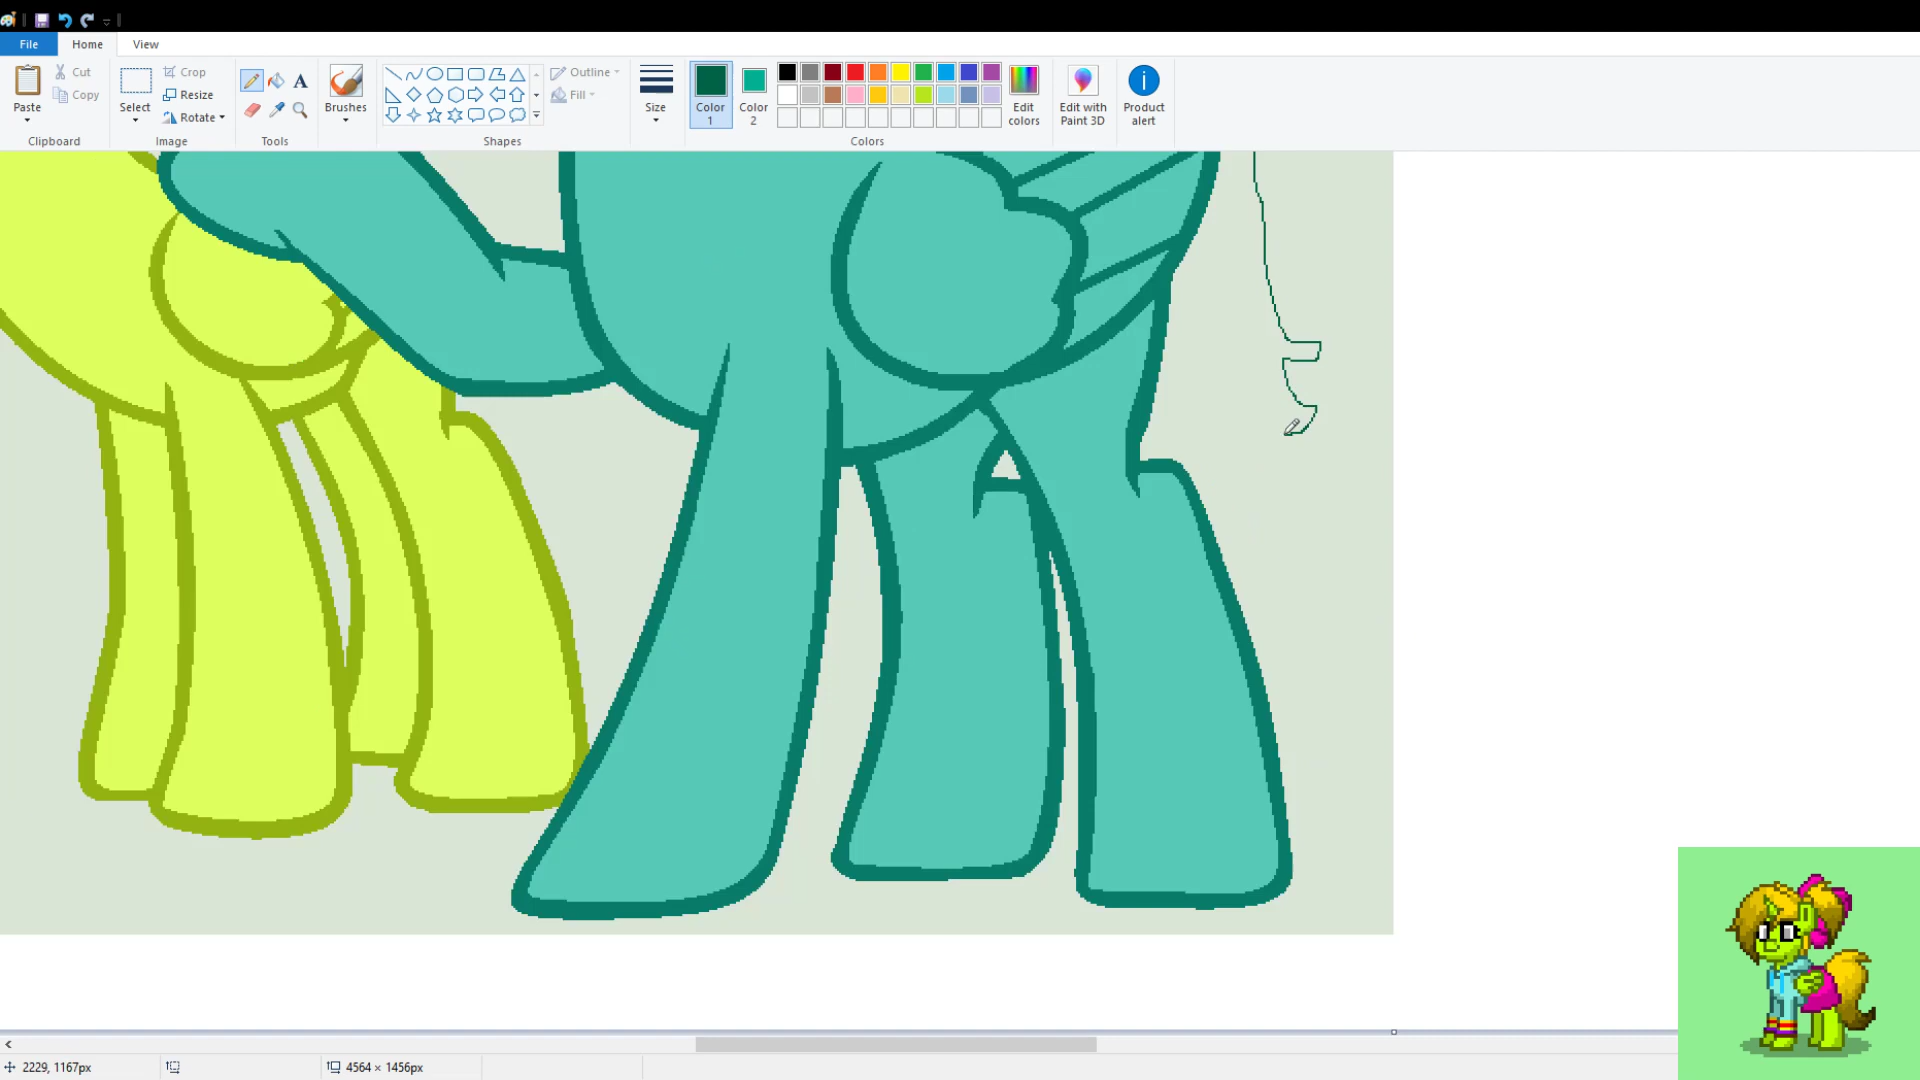 File Home View
Paste
Cut
Copy
Clipboard
Select
Crop
Resize
Rotate
Image
A
Tools
Brushes
Shapes
Outline
Fill
Size
Color
1
Color
2
Edit
colors
Colors
Edit with
Paint 3D
Product
alert
2229, 1167px
4564 × 1456px